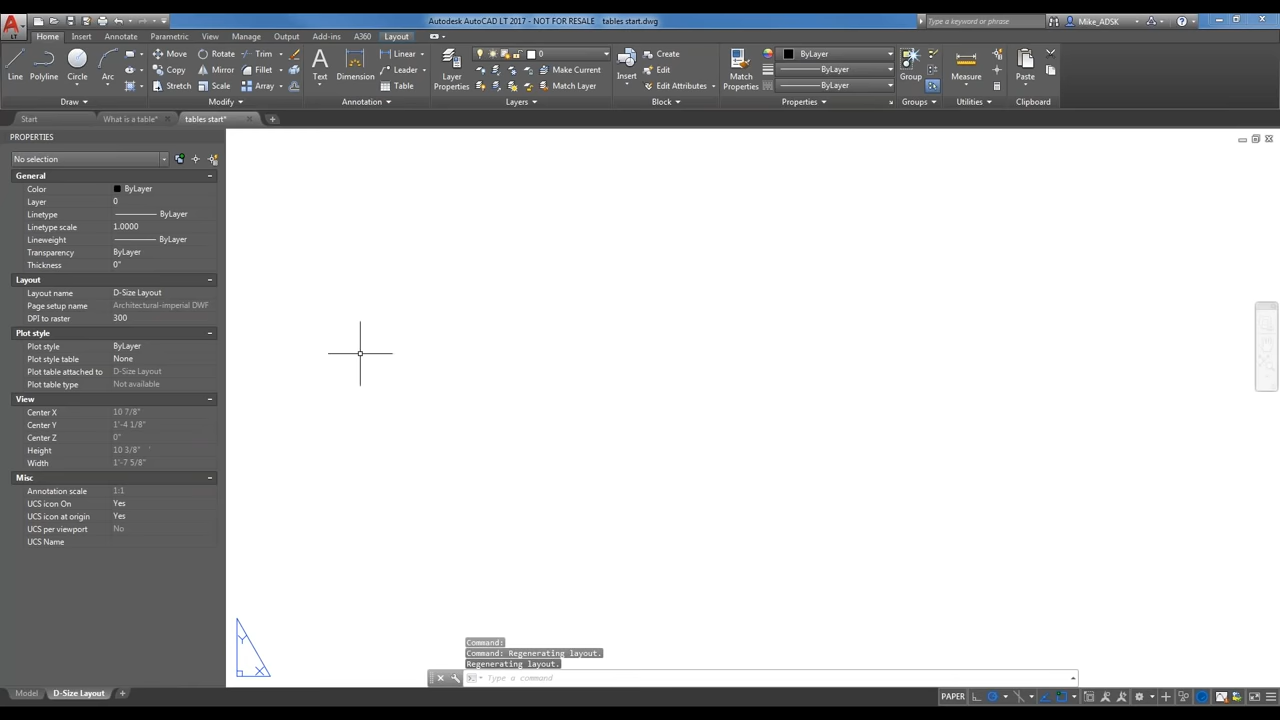 Autodesk AutoCAD LT 2017 - NOT FOR RESALE tables start.dwg
Type a keyword or phrase
Mike_ADSK
LT
Home Insert Annotate Parametric View Manage Output Add-ins A360 Layout
Line Polyline Circle Arc
Move Rotate Trim
Copy Mirror Fillet
Stretch Scale Array
Text Dimension
Linear
Leader
Table
Layer Properties
0
Make Current
Match Layer
Insert
Create
Edit
Edit Attributes
Match Properties
ByLayer
ByLayer
ByLayer
Group
Measure
Paste
Draw Modify Annotation Layers Block Properties Groups Utilities Clipboard
Start What is a table* tables start*
PROPERTIES
No selection
General
Color ByLayer
Layer 0
Linetype ByLayer
Linetype scale 1.0000
Lineweight ByLayer
Transparency ByLayer
Thickness 0"
Layout
Layout name D-Size Layout
Page setup name Architectural-imperial DWF
DPI to raster 300
Plot style
Plot style ByLayer
Plot style table None
Plot table attached to D-Size Layout
Plot table type Not available
View
Center X 10 7/8"
Center Y 1'-4 1/8"
Center Z 0"
Height 10 3/8"
Width 1'-7 5/8"
Misc
Annotation scale 1:1
UCS icon On Yes
UCS icon at origin Yes
UCS per viewport No
UCS Name
Y
X
Command:
Command: Regenerating layout.
Regenerating layout.
Type a command
Model D-Size Layout
PAPER